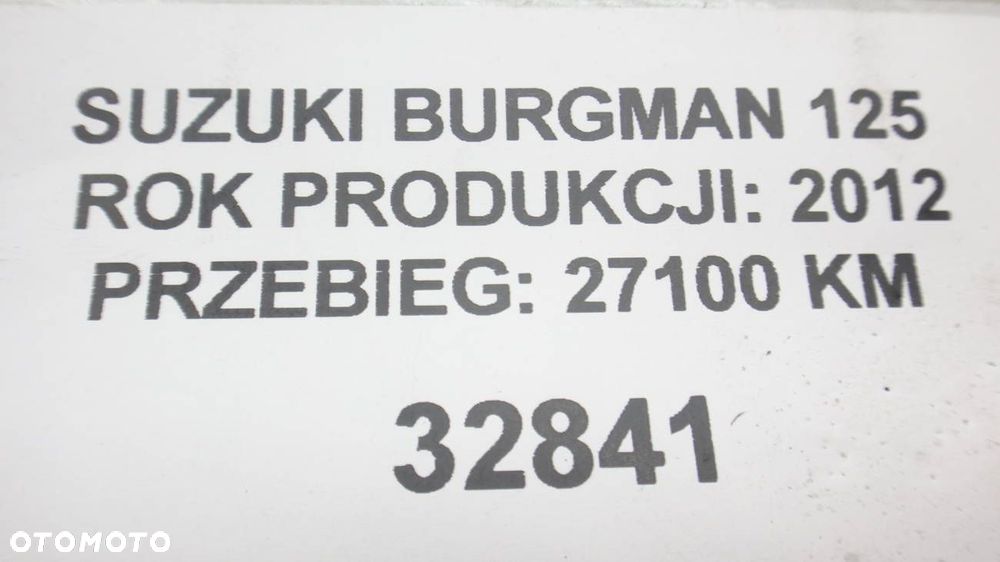 SUZUKI BURGMAN 125
ROK PRODUKCJI: 2012
PRZEBIEG: 27100 KM
32841
OTOMOTO